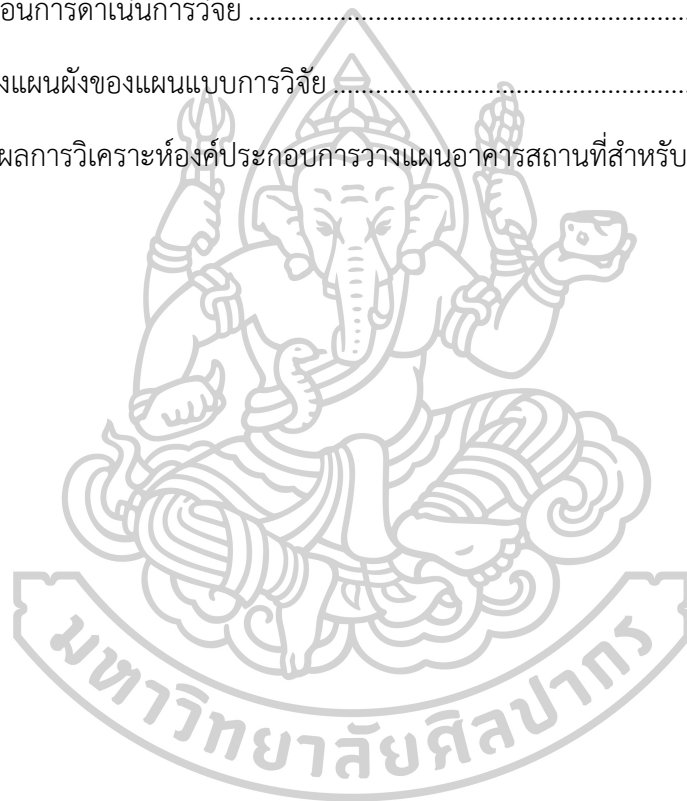 อนการดำเนินการวิจัย
งแผนผังของแผนแบบการวิจัย
ผลการวิเคราะห์องค์ประกอบการวางแผนอาคารสถานที่สำหรับ
มหาวิทยาลัยศิลปากร